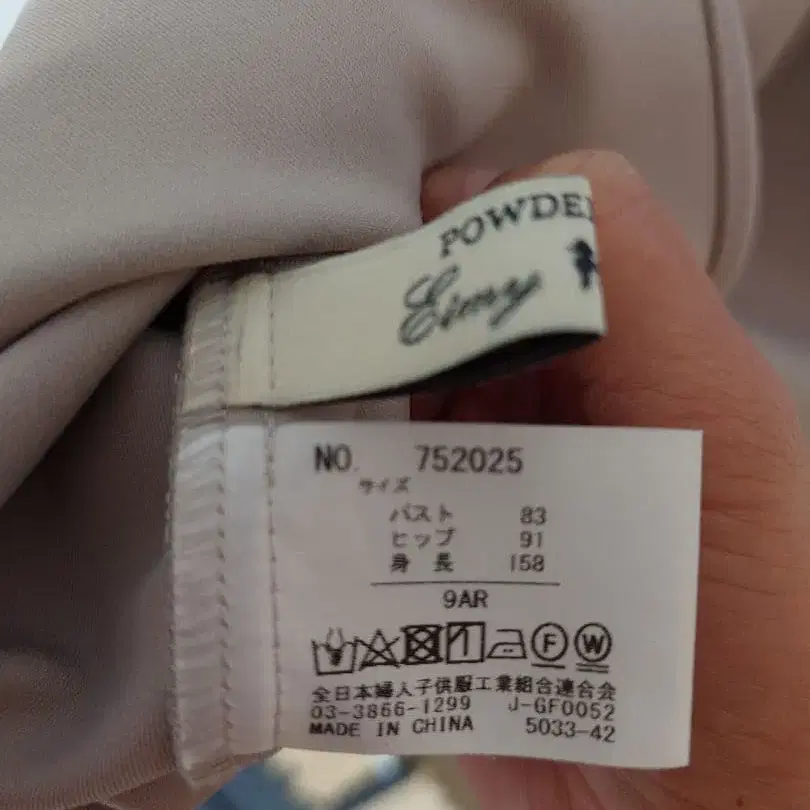 POWDE
Eimy
NO. 752025
サイズ
バスト 83
ヒップ 91
身長 158
9AR
F W
全日本婦人子供服工業組合連合会
03-3866-1299 J-GF0052
MADE IN CHINA 5033-42